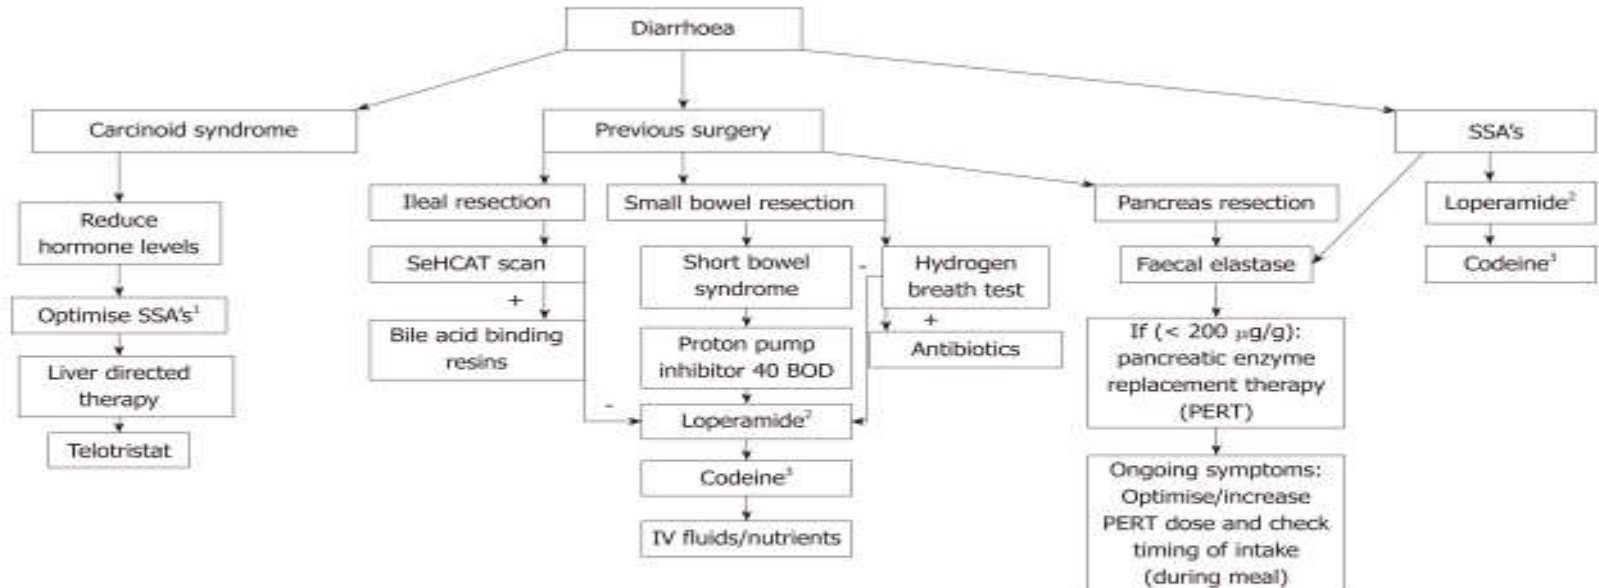 Diarrhoea
Carcinoid syndrome
Previous surgery
SSA's
Reduce
hormone levels
Optimise SSA's¹
Liver directed
therapy
Telotristat
Ileal resection
SeHCAT scan
+
Bile acid binding
resins
-
Small bowel resection
Short bowel
syndrome
Proton pump
inhibitor 40 BOD
Loperamide²
Codeine³
IV fluids/nutrients
-
Hydrogen
breath test
+
Antibiotics
Pancreas resection
Faecal elastase
If (< 200 µg/g):
pancreatic enzyme
replacement therapy
(PERT)
Ongoing symptoms:
Optimise/increase
PERT dose and check
timing of intake
(during meal)
Loperamide²
Codeine³